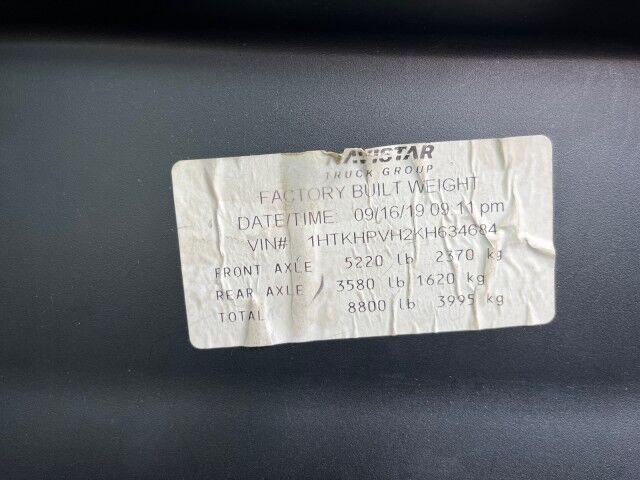 NAVISTAR
TRUCK GROUP
FACTORY BUILT WEIGHT
DATE/TIME: 09/16/19 09:11 pm
VIN# 1HTKHPVH2KH634684
FRONT AXLE 5220 lb 2370 kg
REAR AXLE 3580 lb 1620 kg
TOTAL 8800 lb 3995 kg